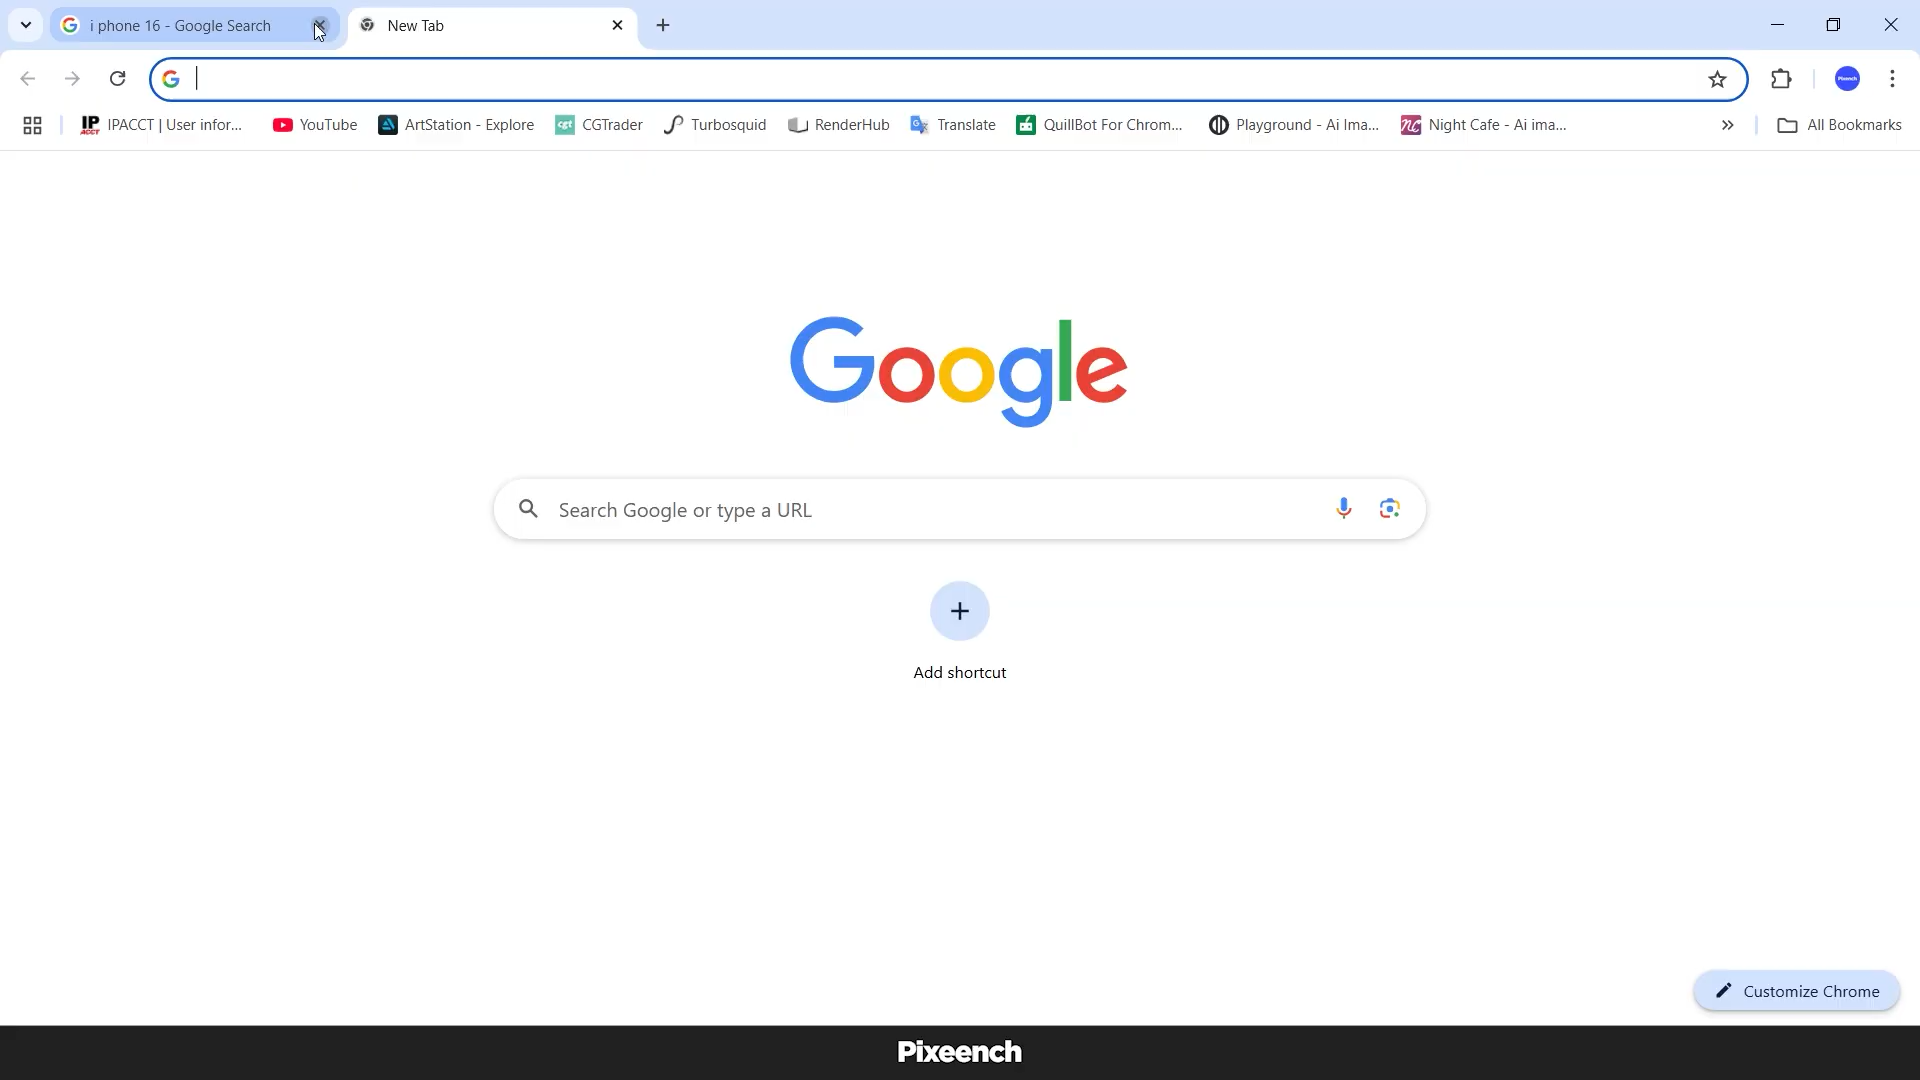 i phone 16 - Google Search
New Tab
IPACCT | User infor...
YouTube
ArtStation - Explore
CGTrader
Turbosquid
RenderHub
Translate
QuillBot For Chrom...
Playground - Ai Ima...
Night Cafe - Ai ima...
All Bookmarks
Google
Search Google or type a URL
Add shortcut
Customize Chrome
Pixeench